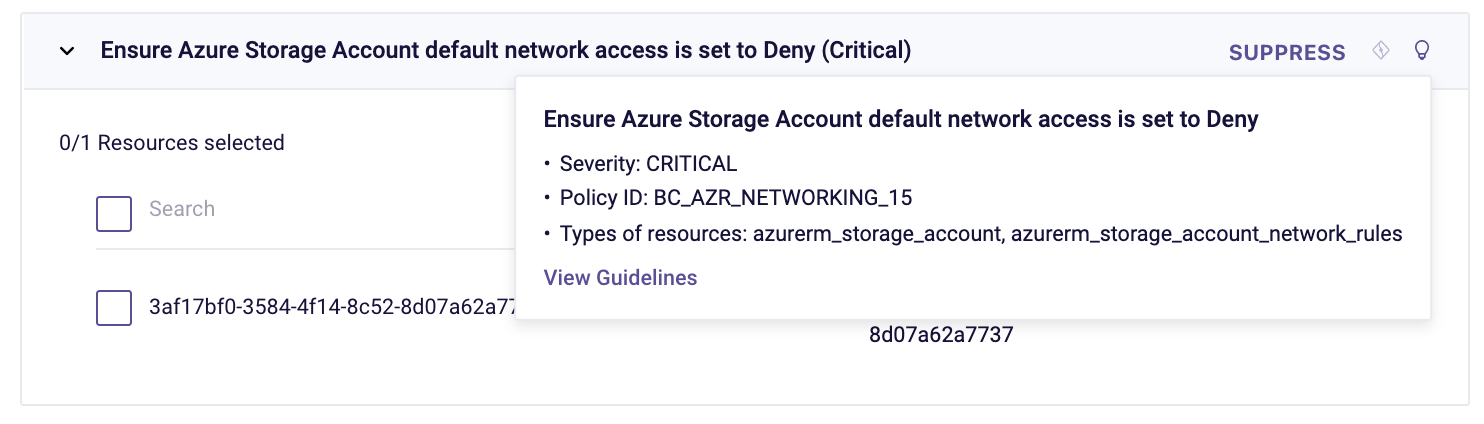 Ensure Azure Storage Account default network access is set to Deny (Critical)
SUPPRESS
Ensure Azure Storage Account default network access is set to Deny
• Severity: CRITICAL
• Policy ID: BC_AZR_NETWORKING_15
• Types of resources: azurerm_storage_account, azurerm_storage_account_network_rules
View Guidelines
0/1 Resources selected
Search
3af17bf0-3584-4f14-8c52-8d07a62a77
8d07a62a7737